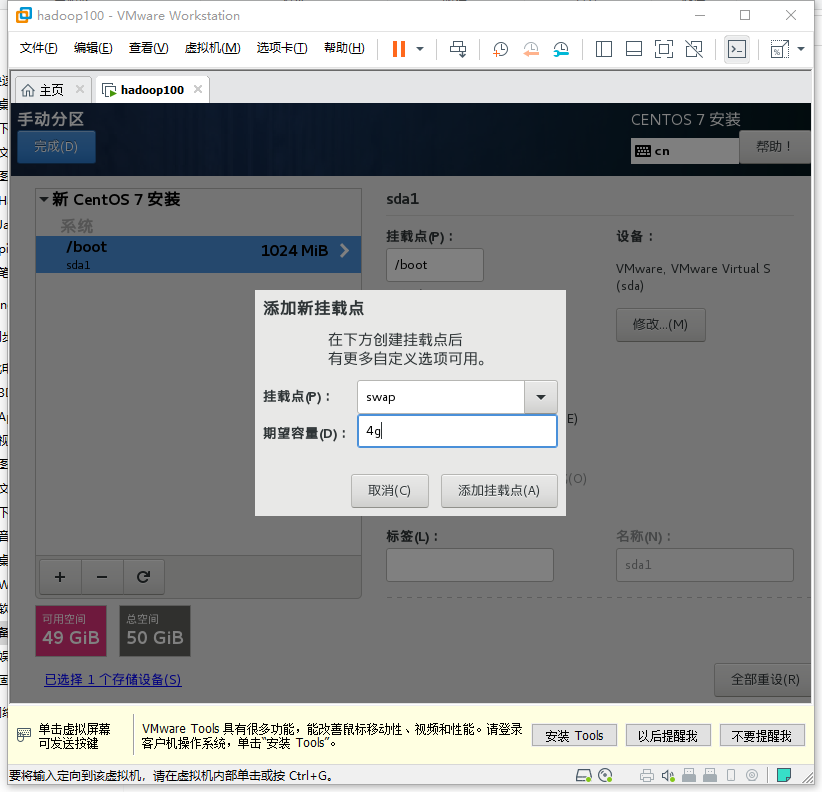 hadoop100 - VMware Workstation
文件(F) 编辑(E) 查看(V) 虚拟机(M) 选项卡(T) 帮助(H)
主页 hadoop100
手动分区
CENTOS 7 安装
完成(D)
cn
帮助！
新 CentOS 7 安装
系统
/boot
sda1
1024 MiB
sda1
挂载点(P)：
/boot
设备：
VMware, VMware Virtual S
(sda)
修改...(M)
添加新挂载点
在下方创建挂载点后
有更多自定义选项可用。
挂载点(P)：
swap
期望容量(D)：
4g
取消(C)
添加挂载点(A)
E)
(O)
标签(L)：
名称(N)：
sda1
+ −
可用空间
49 GiB
总空间
50 GiB
已选择 1 个存储设备(S)
全部重设(R)
单击虚拟屏幕
可发送按键
VMware Tools 具有很多功能，能改善鼠标移动性、视频和性能。请登录
客户机操作系统，单击“安装 Tools”。
安装 Tools
以后提醒我
不要提醒我
要将输入定向到该虚拟机，请在虚拟机内部单击或按 Ctrl+G。